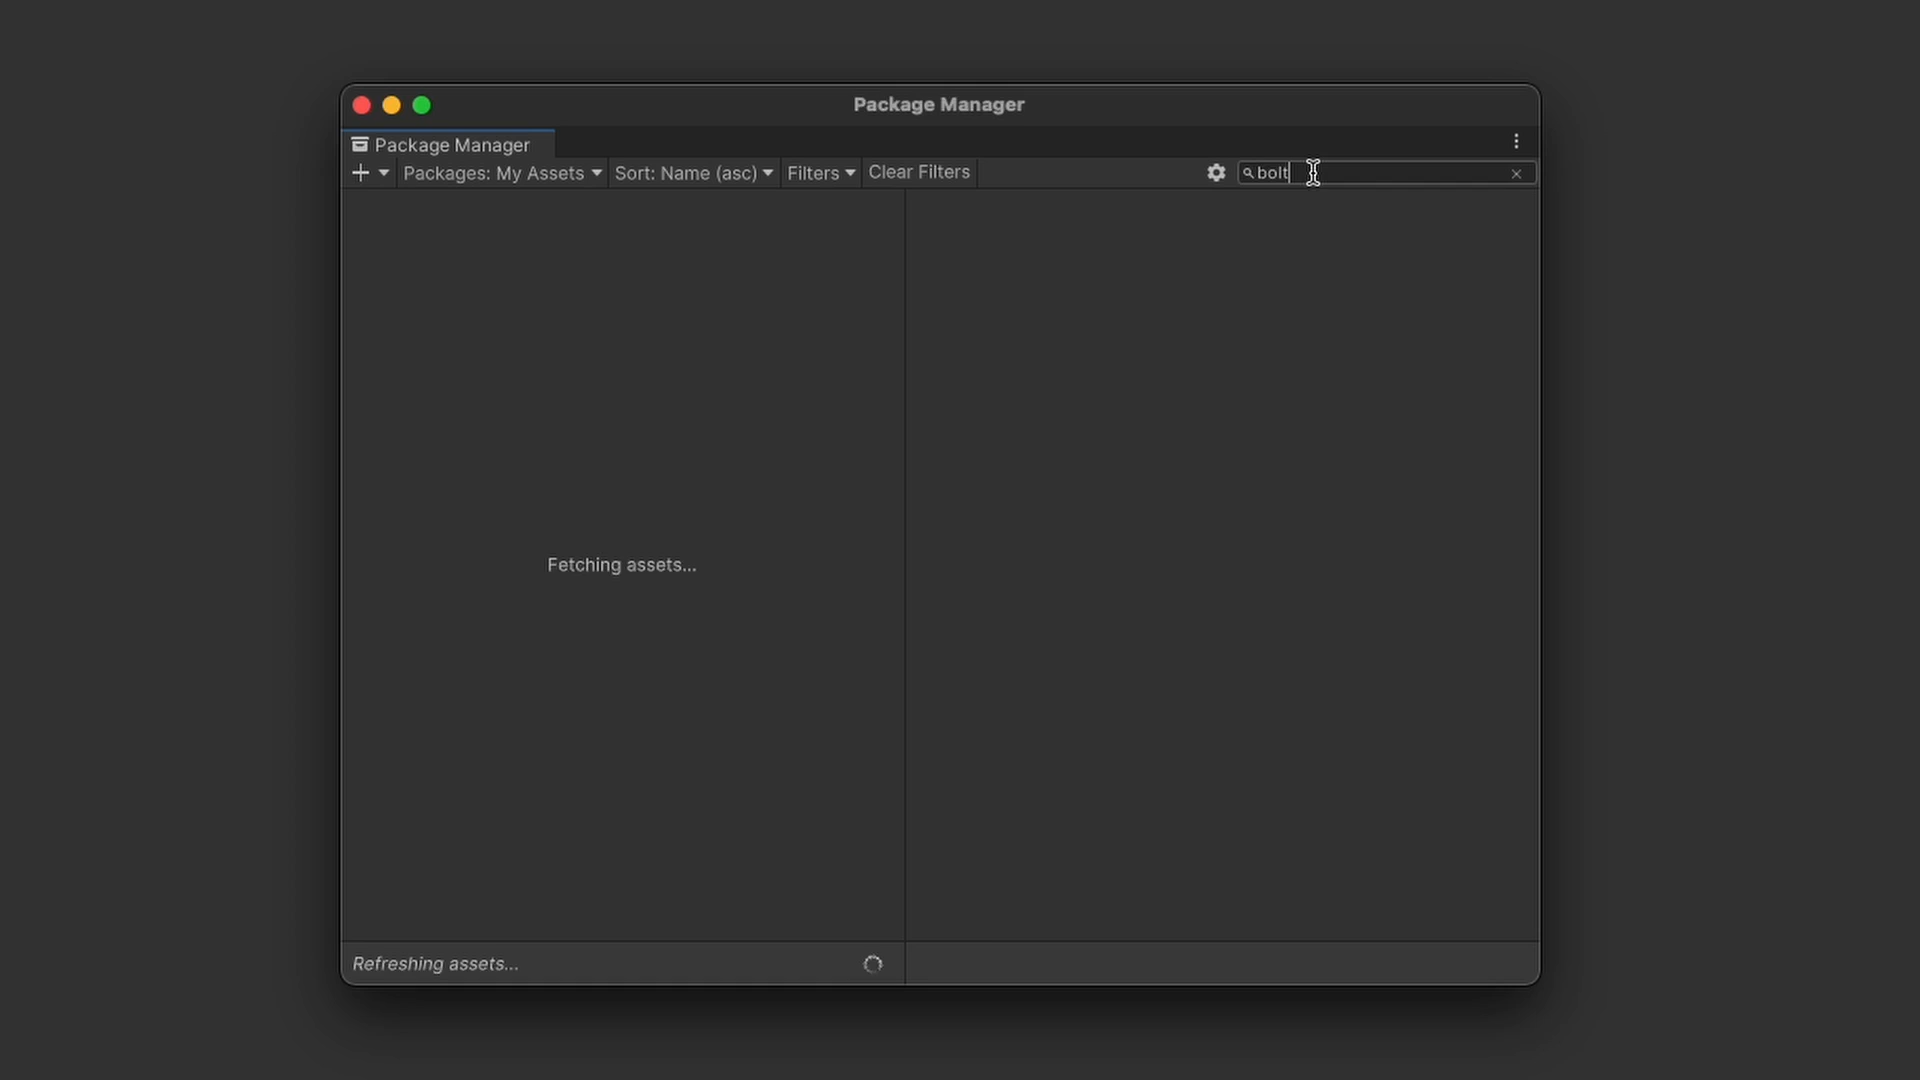 Package Manager
Package Manager
Packages: My Assets Sort: Name (asc) Filters Clear Filters bolt
Fetching assets...
Refreshing assets...